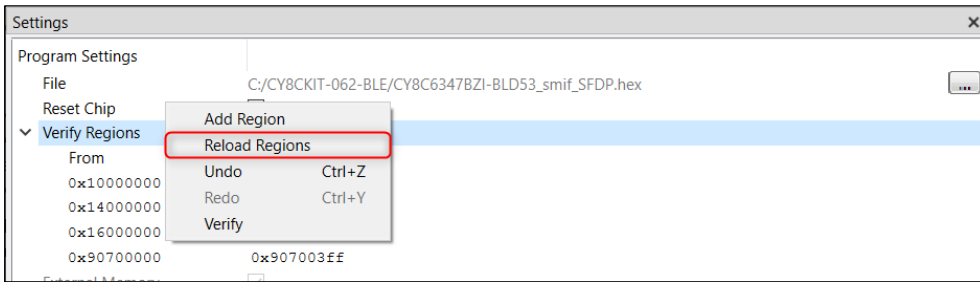 Settings
Program Settings
File C:/CY8CKIT-062-BLE/CY8C6347BZI-BLD53_smif_SFDP.hex ...
Reset Chip
Verify Regions
Add Region
Reload Regions
Undo Ctrl+Z
Redo Ctrl+Y
Verify
From
0x10000000
0x14000000
0x16000000
0x90700000 0x907003ff
External Memory